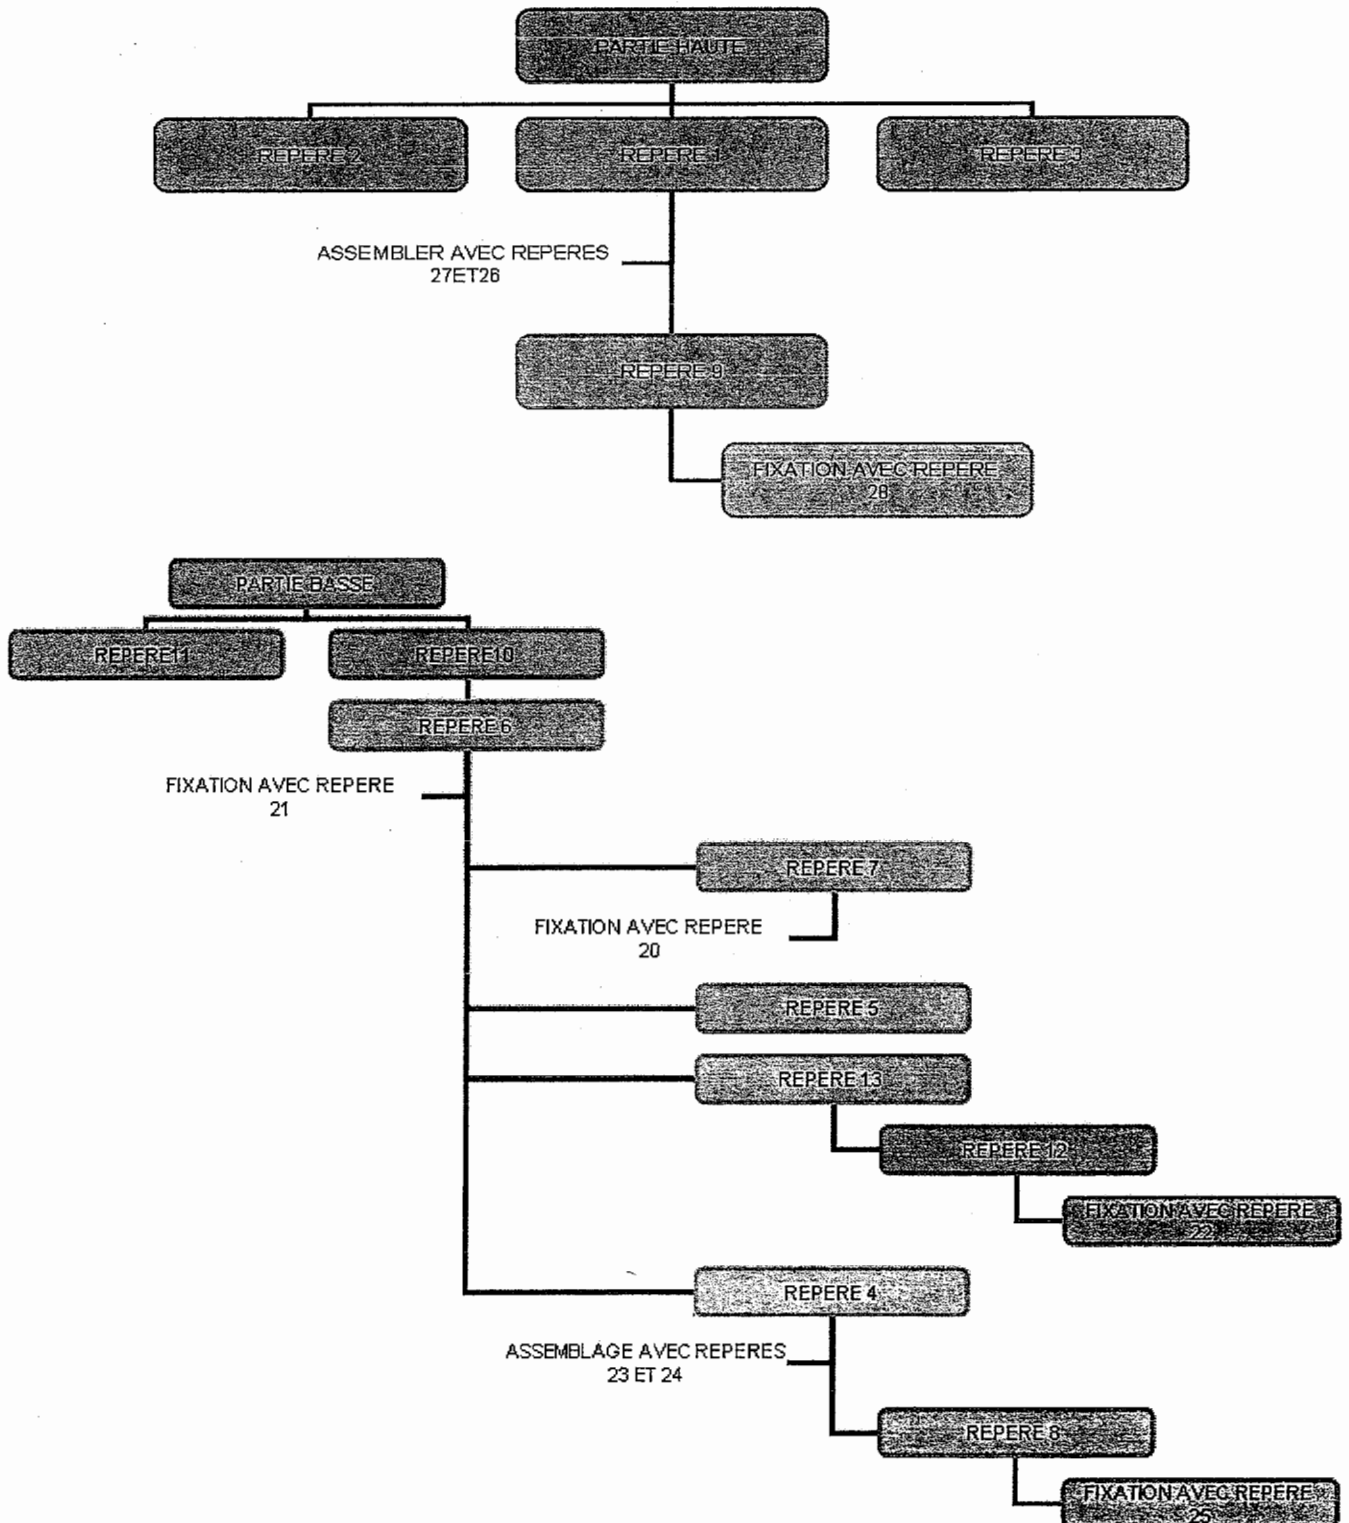 PARTIE HAUTE
REPERE 2
REPERE 1
REPERE 3
ASSEMBLER AVEC REPERES
27ET26
REPERE 9
FIXATION AVEC REPERE
28
PARTIE BASSE
REPERE11
REPERE10
REPERE 6
FIXATION AVEC REPERE
21
REPERE 7
FIXATION AVEC REPERE
20
REPERE 5
REPERE 13
REPERE 12
FIXATION AVEC REPERE
22
REPERE 4
ASSEMBLAGE AVEC REPERES
23 ET 24
REPERE 8
FIXATION AVEC REPERE
25